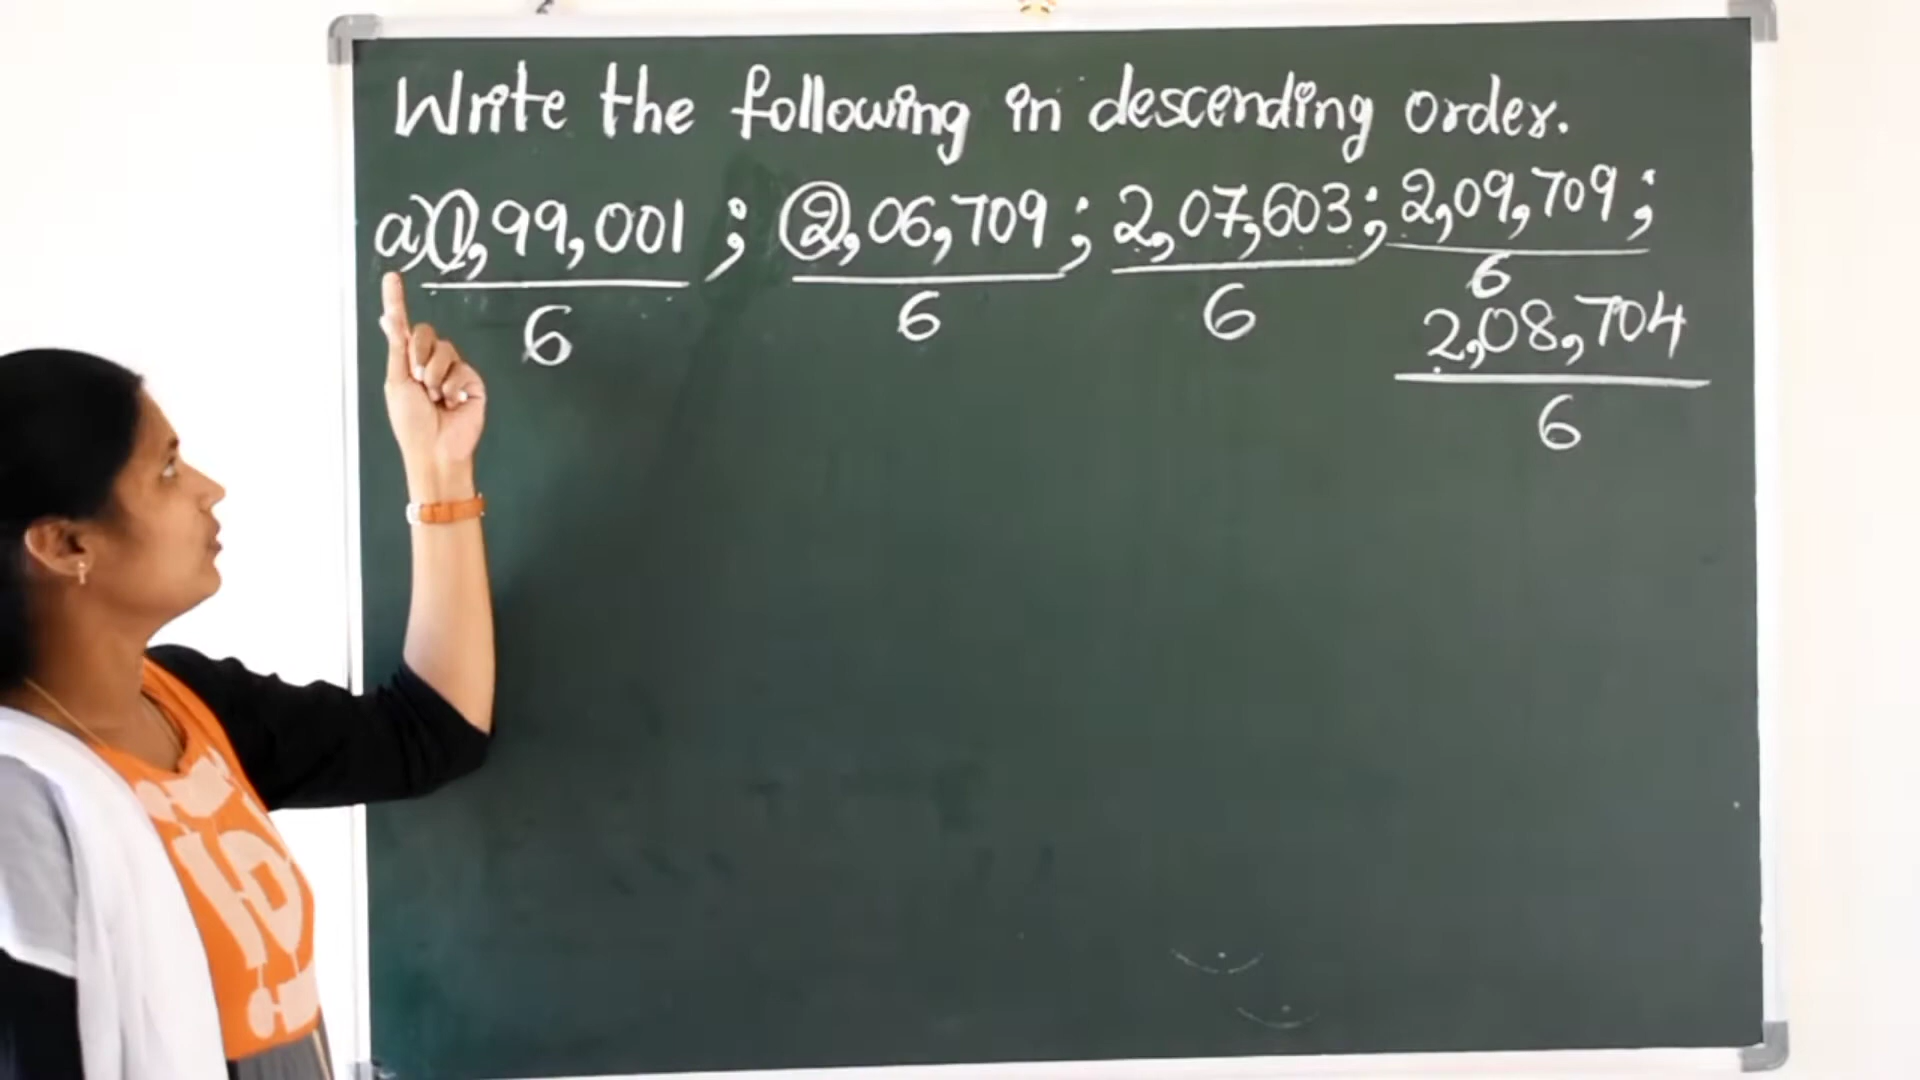 Write the following in descending order.
a) 1,99,001 ; 2,06,709 ; 2,07,603 ; 2,09,709 ;
6 6 6 6
2,08,704
6